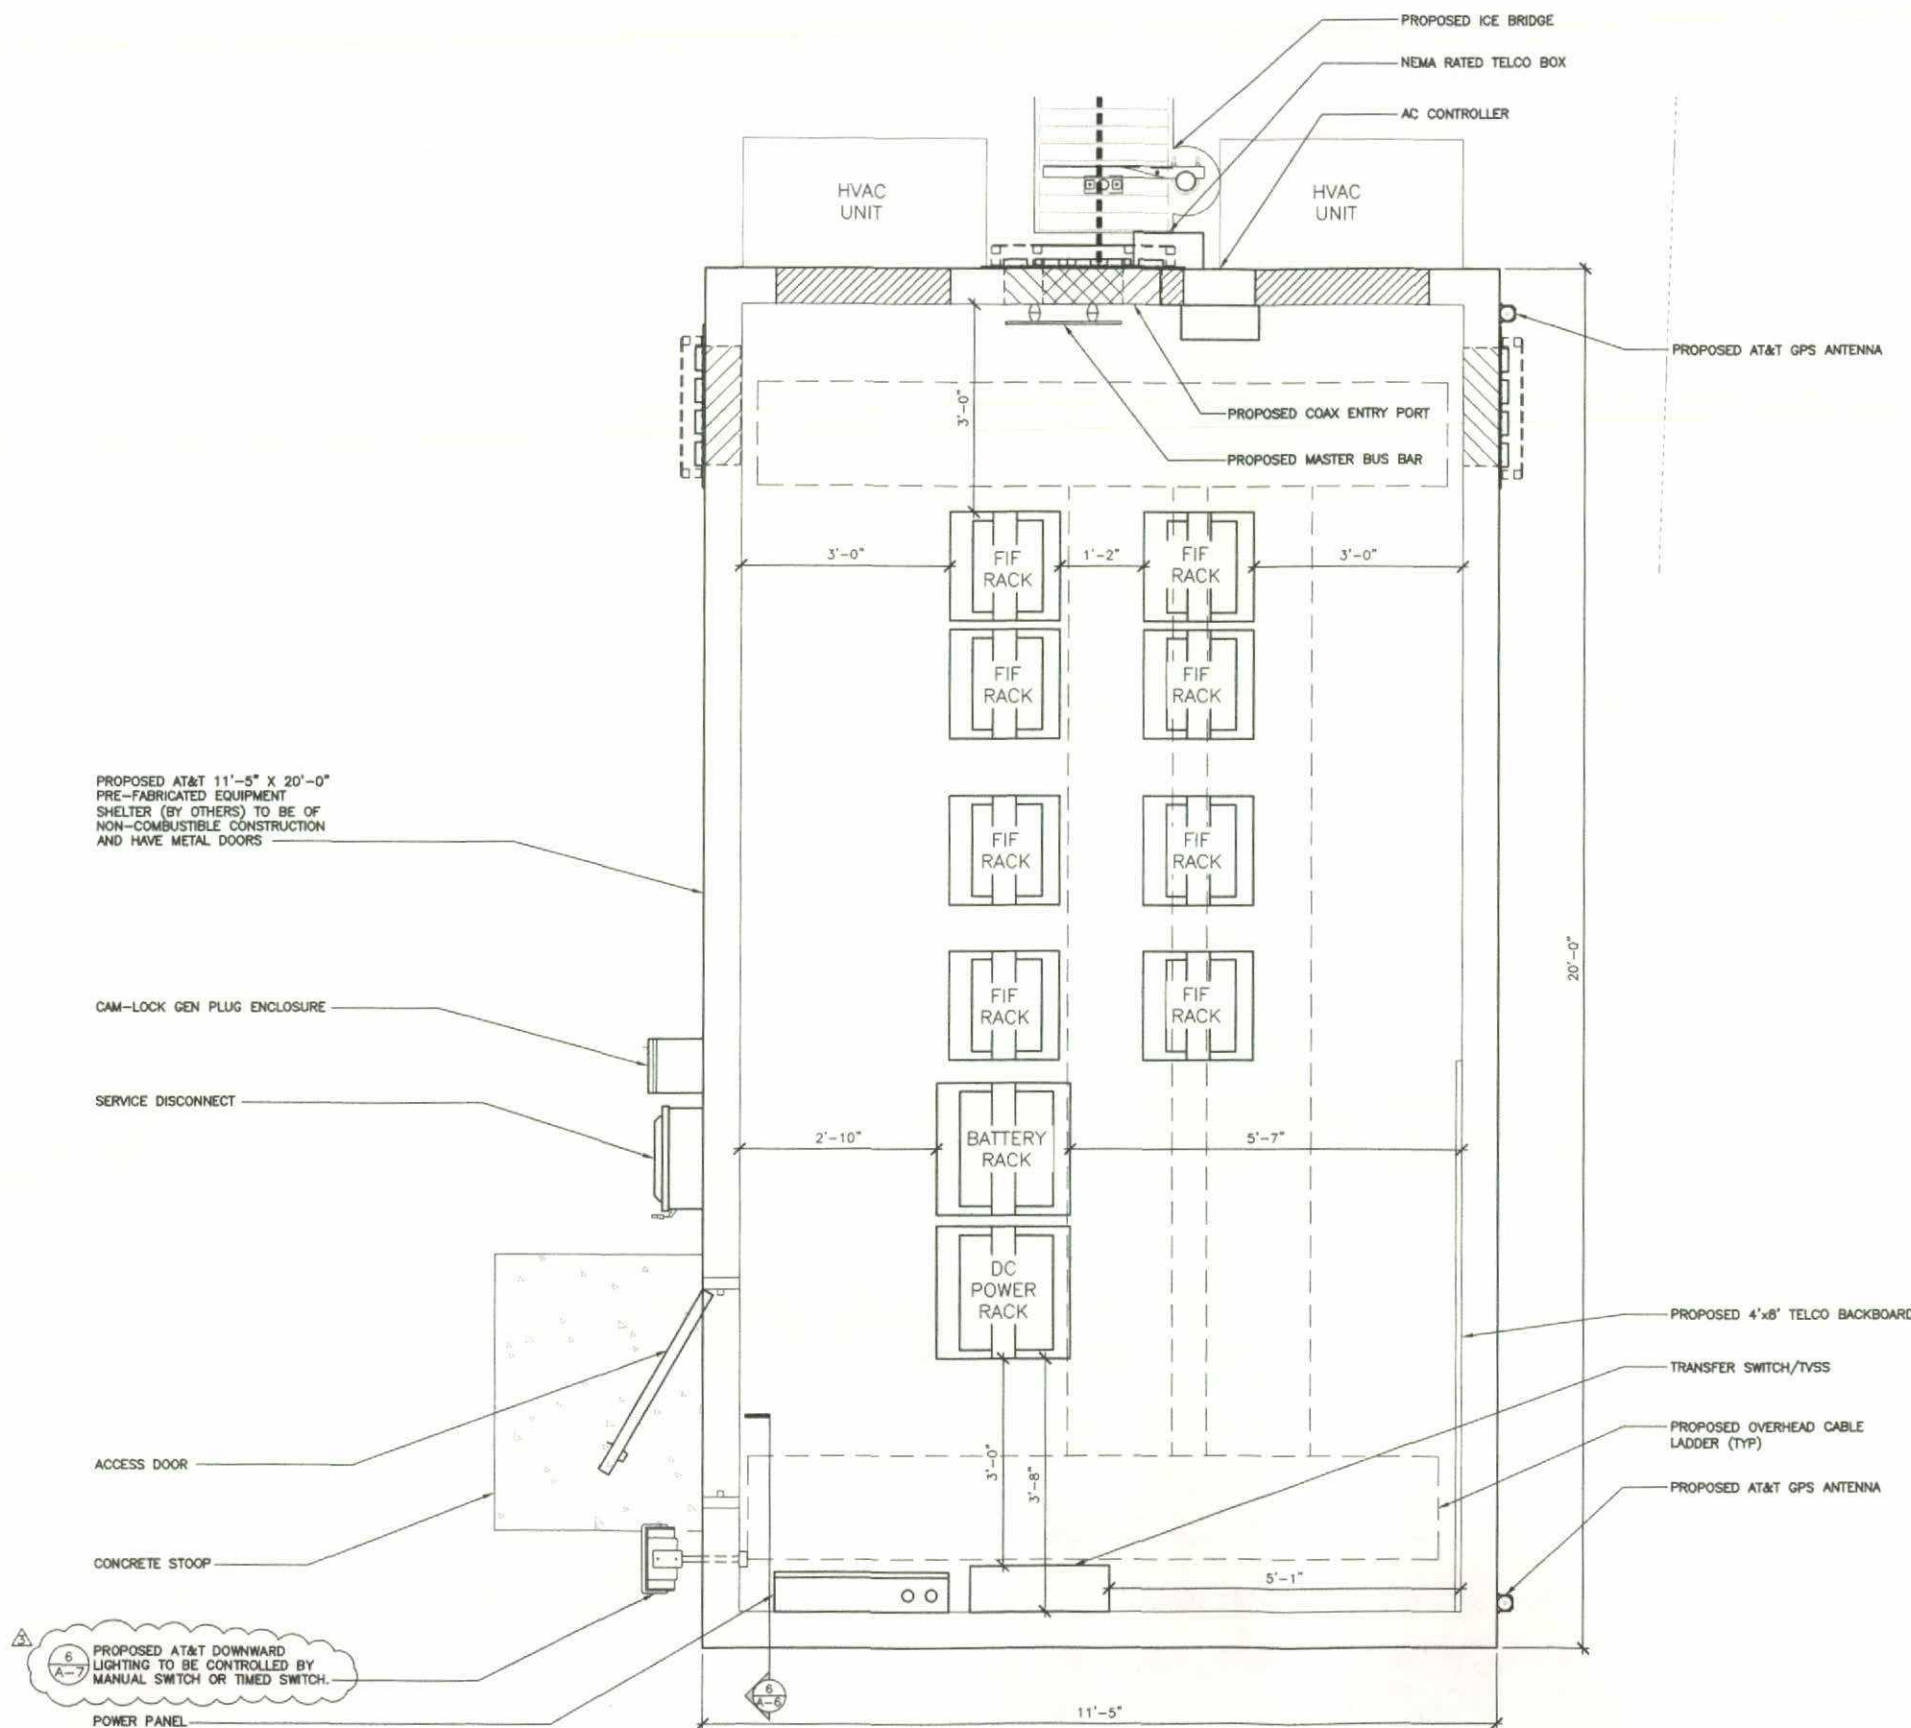 PROPOSED ICE BRIDGE
NEMA RATED TELCO BOX
AC CONTROLLER
HVAC
UNIT
HVAC
UNIT
PROPOSED AT&T GPS ANTENNA
3'-0"
PROPOSED COAX ENTRY PORT
PROPOSED MASTER BUS BAR
3'-0"
FIF
RACK
1'-2"
FIF
RACK
3'-0"
FIF
RACK
FIF
RACK
PROPOSED AT&T 11'-5" X 20'-0"
PRE-FABRICATED EQUIPMENT
SHELTER (BY OTHERS) TO BE OF
NON-COMBUSTIBLE CONSTRUCTION
AND HAVE METAL DOORS
FIF
RACK
FIF
RACK
20'-0"
CAM-LOCK GEN PLUG ENCLOSURE
FIF
RACK
FIF
RACK
SERVICE DISCONNECT
2'-10"
BATTERY
RACK
5'-7"
DC
POWER
RACK
PROPOSED 4'x8' TELCO BACKBOARD
TRANSFER SWITCH/TVSS
PROPOSED OVERHEAD CABLE
LADDER (TYP)
ACCESS DOOR
3'-0"
3'-8"
PROPOSED AT&T GPS ANTENNA
CONCRETE STOOP
5'-1"
3
6
A-7
PROPOSED AT&T DOWNWARD
LIGHTING TO BE CONTROLLED BY
MANUAL SWITCH OR TIMED SWITCH.
6
A-6
POWER PANEL
11'-5"